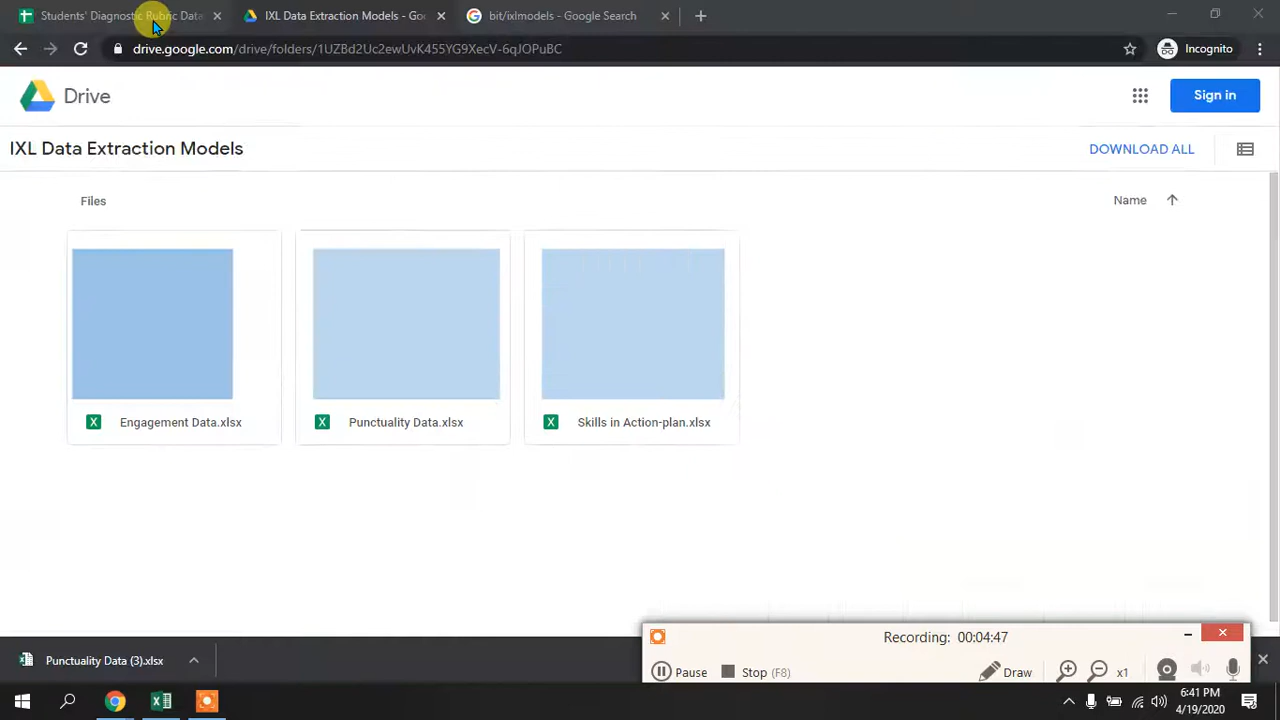 Students' Diagnostic Rubric Data
IXL Data Extraction Models - Go
bit/ixlmodels - Google Search
drive.google.com/drive/folders/1UZBd2Uc2ewUvK455YG9XecV-6qJOPuBC
Incognito
Drive
Sign in
IXL Data Extraction Models
DOWNLOAD ALL
Files
Name
Engagement Data.xlsx
Punctuality Data.xlsx
Skills in Action-plan.xlsx
Recording: 00:04:47
Punctuality Data (3).xlsx
Pause
Stop (F8)
Draw
x1
6:41 PM
4/19/2020